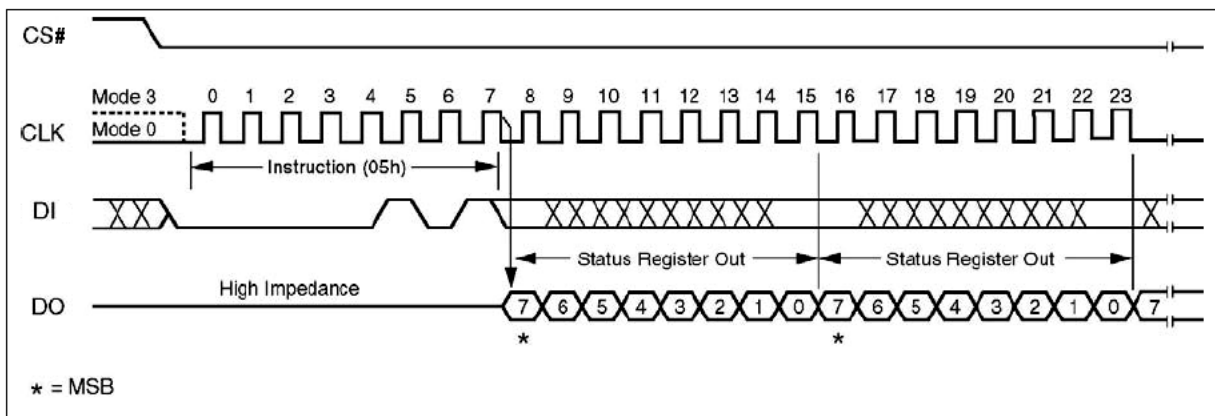 CS#
Mode 3
0 1 2 3 4 5 6 7 8 9 10 11 12 13 14 15 16 17 18 19 20 21 22 23
CLK
Mode 0
Instruction (05h)
DI
Status Register Out
Status Register Out
High Impedance
DO
7 6 5 4 3 2 1 0 7 6 5 4 3 2 1 0 7
* *
* = MSB